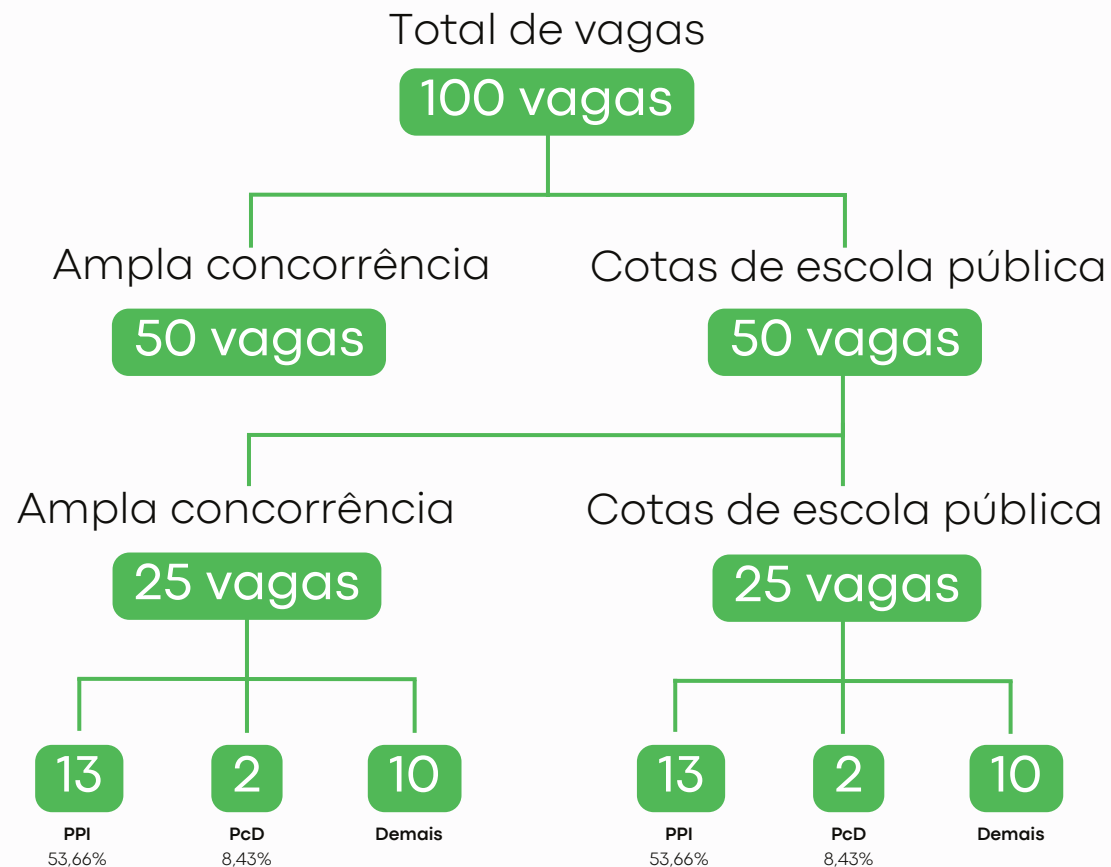 Total de vagas
100 vagas
Ampla concorrência
Cotas de escola pública
50 vagas
50 vagas
Ampla concorrência
Cotas de escola pública
25 vagas
25 vagas
13
2
10
13
2
10
PPI
PcD
Demais
PPI
PcD
Demais
53,66%
8,43%
53,66%
8,43%